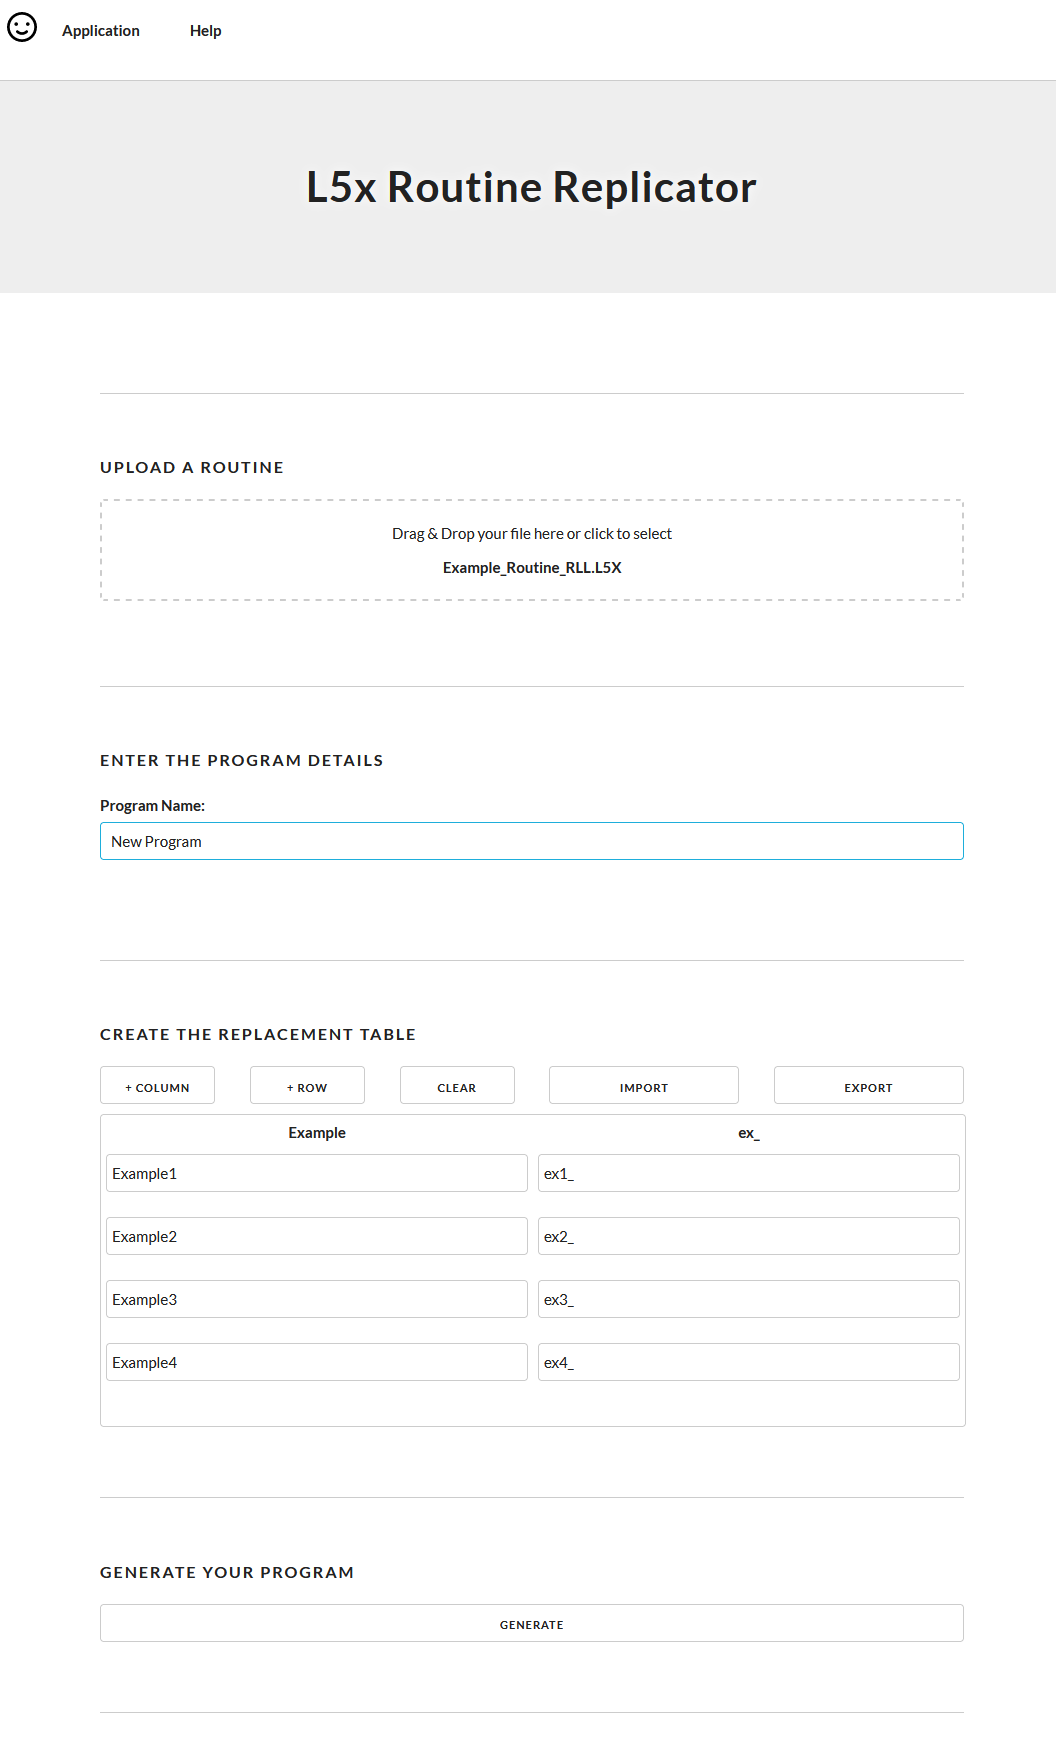 Application Help
L5x Routine Replicator
UPLOAD A ROUTINE
Drag & Drop your file here or click to select
Example_Routine_RLL.L5X
ENTER THE PROGRAM DETAILS
Program Name:
New Program
CREATE THE REPLACEMENT TABLE
+ COLUMN + ROW CLEAR IMPORT EXPORT
Example ex_
Example1 ex1_
Example2 ex2_
Example3 ex3_
Example4 ex4_
GENERATE YOUR PROGRAM
GENERATE